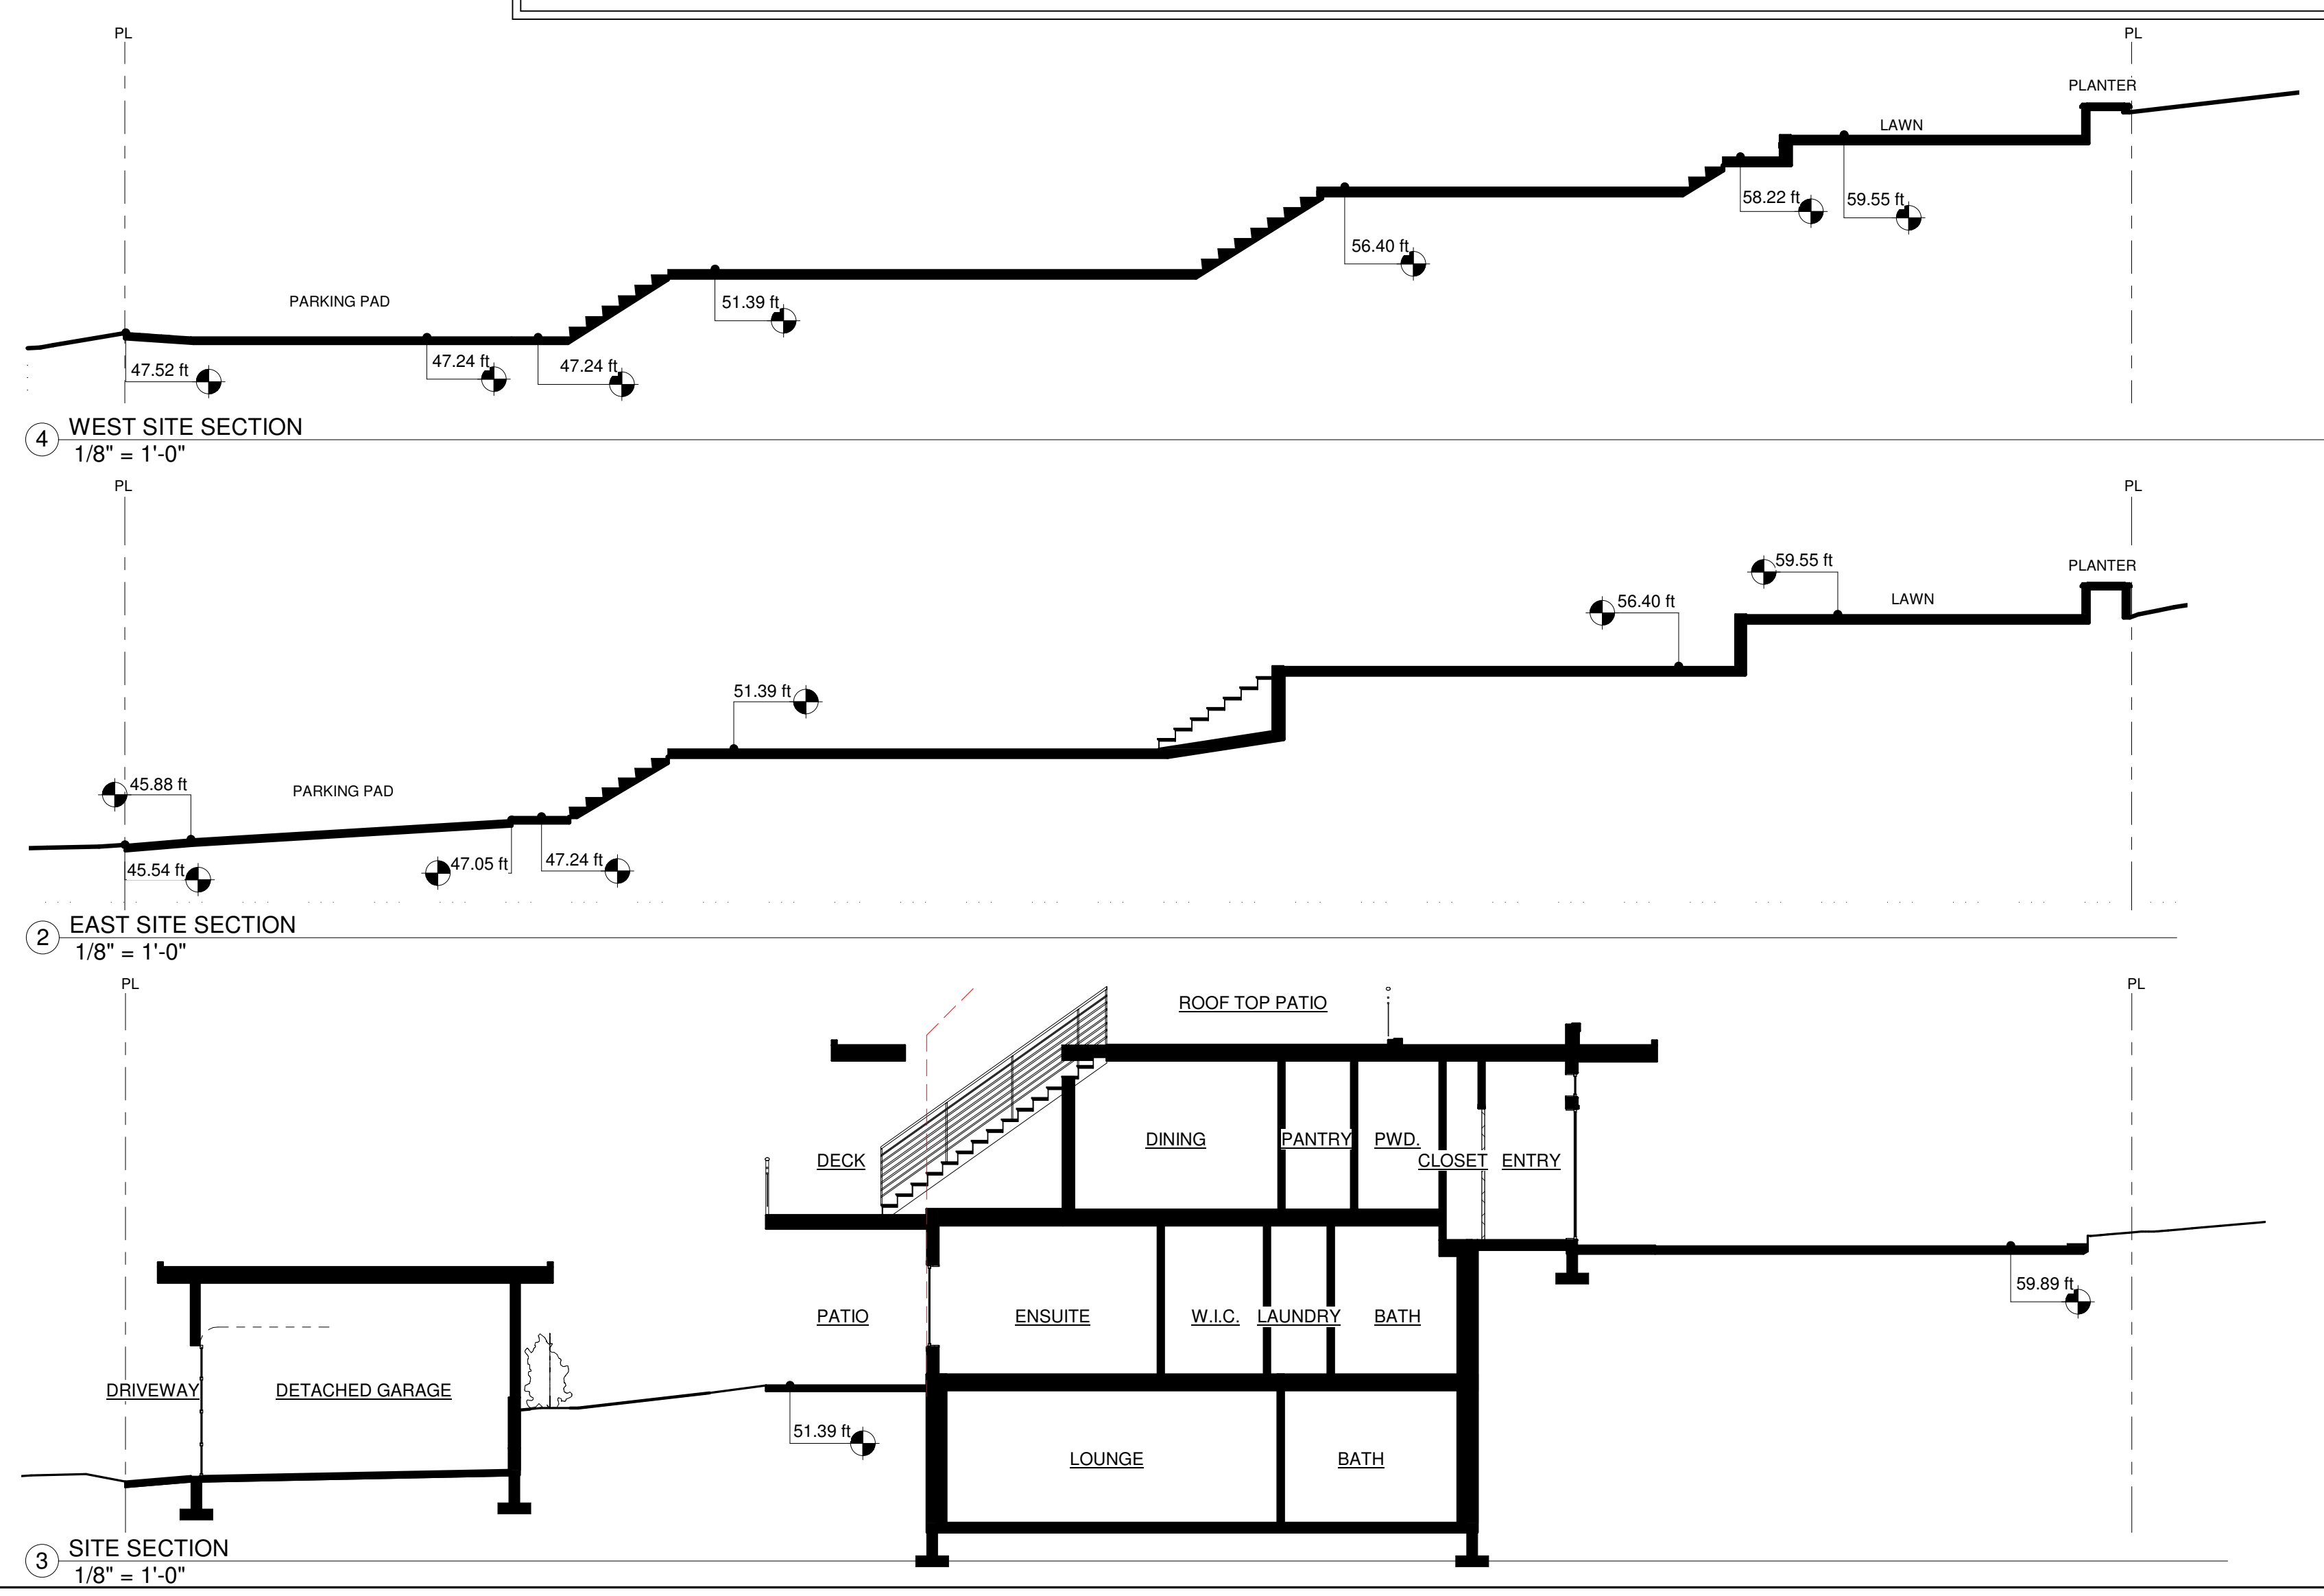 PL
PL
PLANTER
LAWN
58.22 ft
59.55 ft
56.40 ft
PARKING PAD
51.39 ft
47.52 ft
47.24 ft
47.24 ft
4 WEST SITE SECTION
1/8" = 1'-0"
PL
PL
59.55 ft
PLANTER
56.40 ft
LAWN
51.39 ft
45.88 ft
PARKING PAD
45.54 ft
47.05 ft
47.24 ft
2 EAST SITE SECTION
1/8" = 1'-0"
PL
PL
ROOF TOP PATIO
DINING
PANTRY
PWD.
DECK
CLOSET
ENTRY
59.89 ft
PATIO
ENSUITE
W.I.C.
LAUNDRY
BATH
DRIVEWAY
DETACHED GARAGE
51.39 ft
LOUNGE
BATH
3 SITE SECTION
1/8" = 1'-0"